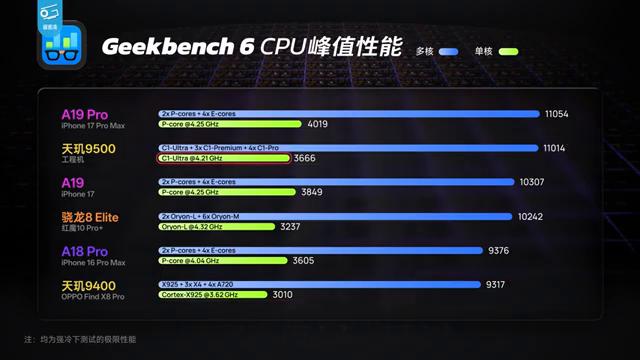 极客湾
Geekbench 6 CPU峰值性能 多核 单核
A19 Pro
iPhone 17 Pro Max
2x P-cores + 4x E-cores 11054
P-core @4.25 GHz 4019
天玑9500
工程机
C1-Ultra + 3x C1-Premium + 4x C1-Pro 11014
C1-Ultra @4.21 GHz 3666
A19
iPhone 17
2x P-cores + 4x E-cores 10307
P-core @4.25 GHz 3849
骁龙8 Elite
红魔10 Pro+
2x Oryon-L + 6x Oryon-M 10242
Oryon-L @4.32 GHz 3237
A18 Pro
iPhone 16 Pro Max
2x P-cores + 4x E-cores 9376
P-core @4.04 GHz 3605
天玑9400
OPPO Find X8 Pro
X925 + 3x X4 + 4x A720 9317
Cortex-X925 @3.62 GHz 3010
注：均为强冷下测试的极限性能